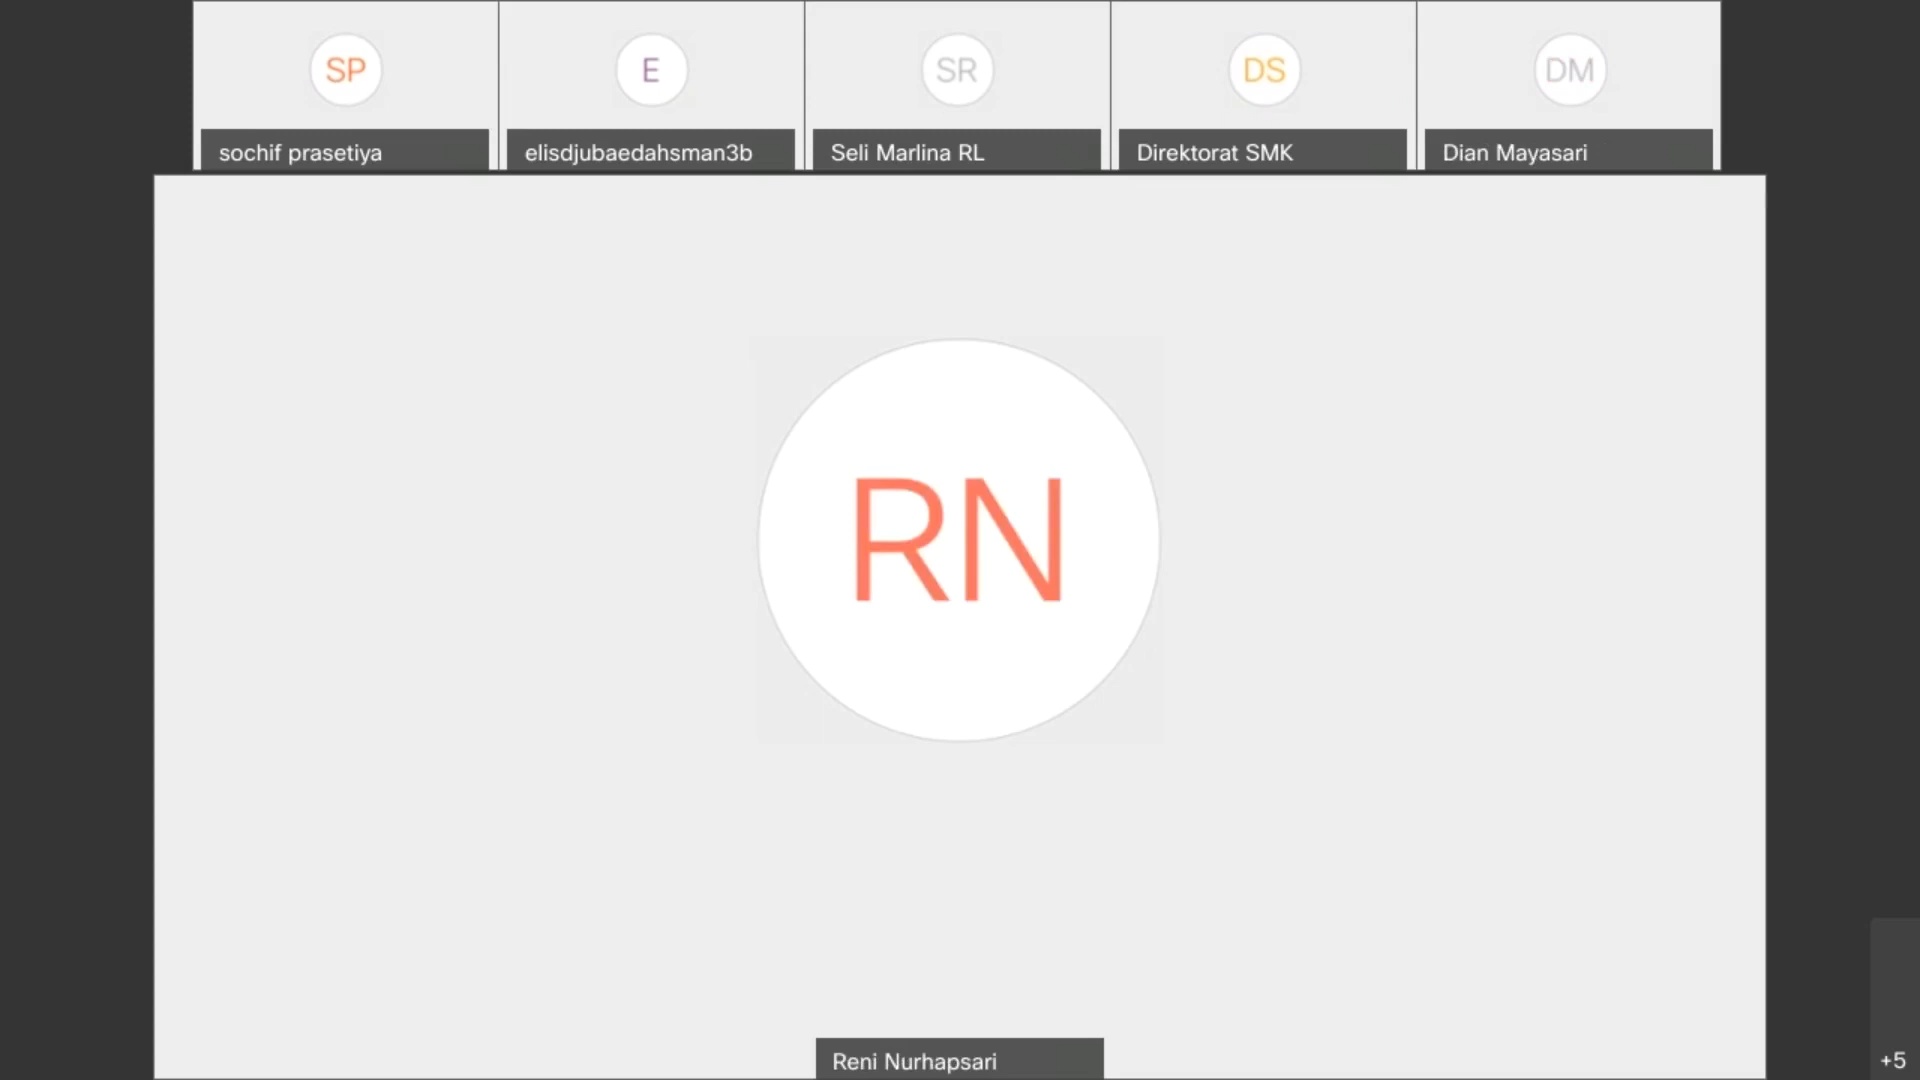 SP
sochif prasetiya
E
elisdjubaedahsman3b
SR
Seli Marlina RL
DS
Direktorat SMK
DM
Dian Mayasari
RN
Reni Nurhapsari
+5